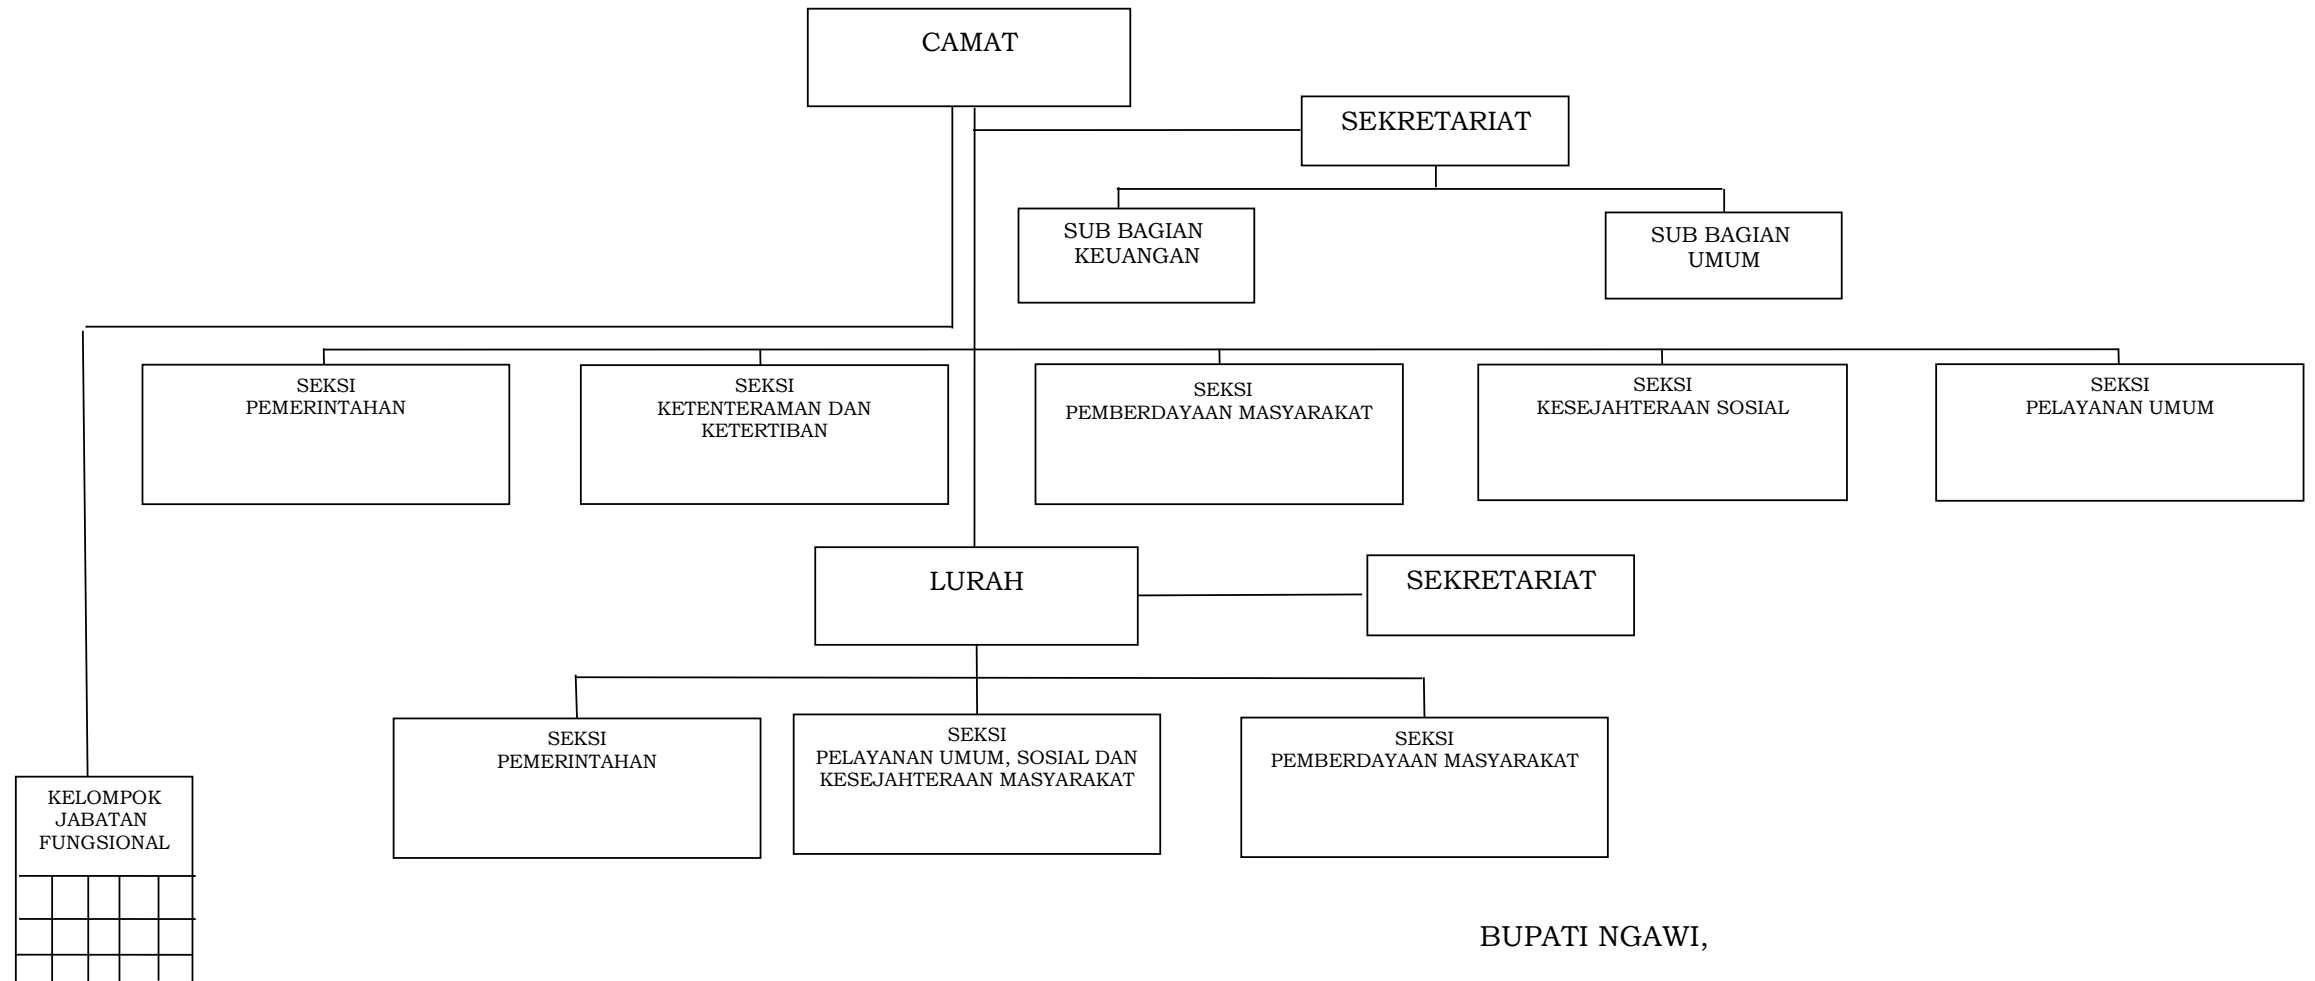 CAMAT
SEKRETARIAT
SUB BAGIAN
KEUANGAN
SUB BAGIAN
UMUM
SEKSI
PEMERINTAHAN
SEKSI
KETENTERAMAN DAN
KETERTIBAN
SEKSI
PEMBERDAYAAN MASYARAKAT
SEKSI
KESEJAHTERAAN SOSIAL
SEKSI
PELAYANAN UMUM
LURAH
SEKRETARIAT
SEKSI
PEMERINTAHAN
SEKSI
PELAYANAN UMUM, SOSIAL DAN
KESEJAHTERAAN MASYARAKAT
SEKSI
PEMBERDAYAAN MASYARAKAT
KELOMPOK
JABATAN
FUNGSIONAL
BUPATI NGAWI,